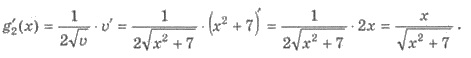 g₂′(x) = 1/(2√υ) · υ′ = 1/(2√(x² + 7)) · (x² + 7)′ = 1/(2√(x² + 7)) · 2x = x/√(x² + 7) .